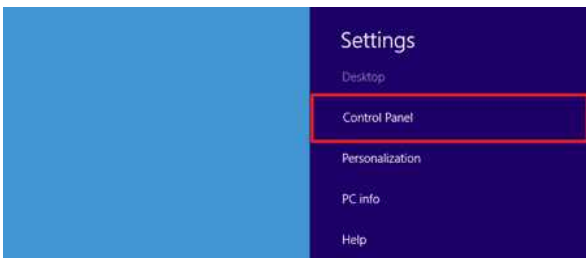 Settings
Desktop
Control Panel
Personalization
PC info
Help